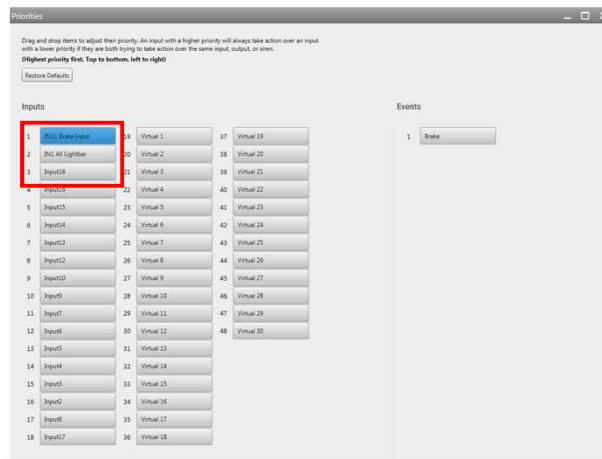 Priorities
Drag and drop items to adjust their priority. An input with a higher priority will always take action over an input
with a lower priority if they are both trying to take action over the same input, output, or siren.
(Highest priority first. Top to bottom, left to right)
Restore Defaults
Inputs
Events
1 IN11 Brake Input
2 IN1 All Lightbar
3 Input18
4 Input16
5 Input15
6 Input14
7 Input13
8 Input12
9 Input10
10 Input9
11 Input7
12 Input6
13 Input5
14 Input4
15 Input3
16 Input2
17 Input8
18 Input17
19 Virtual 1
20 Virtual 2
21 Virtual 3
22 Virtual 4
23 Virtual 5
24 Virtual 6
25 Virtual 7
26 Virtual 8
27 Virtual 9
28 Virtual 10
29 Virtual 11
30 Virtual 12
31 Virtual 13
32 Virtual 14
33 Virtual 15
34 Virtual 16
35 Virtual 17
36 Virtual 18
37 Virtual 19
38 Virtual 20
39 Virtual 21
40 Virtual 22
41 Virtual 23
42 Virtual 24
43 Virtual 25
44 Virtual 26
45 Virtual 27
46 Virtual 28
47 Virtual 29
48 Virtual 30
1 Brake